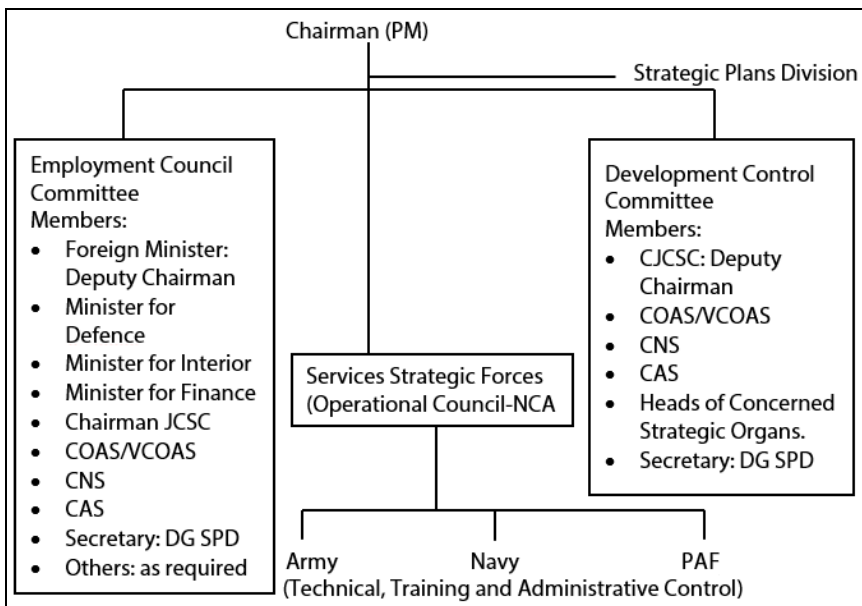 Chairman (PM)
Strategic Plans Division
Employment Council
Committee
Members:
• Foreign Minister:
Deputy Chairman
• Minister for
Defence
• Minister for Interior
• Minister for Finance
• Chairman JCSC
• COAS/VCOAS
• CNS
• CAS
• Secretary: DG SPD
• Others: as required
Services Strategic Forces
(Operational Council-NCA
Development Control
Committee
Members:
• CJCSC: Deputy
Chairman
• COAS/VCOAS
• CNS
• CAS
• Heads of Concerned
Strategic Organs.
• Secretary: DG SPD
Army Navy PAF
(Technical, Training and Administrative Control)